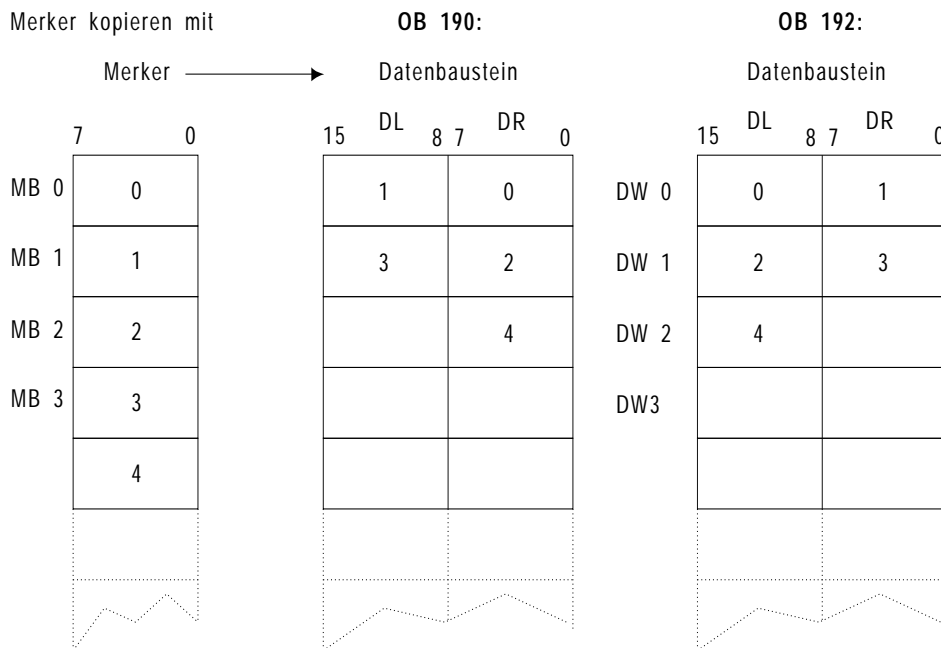 Merker kopieren mit OB 190: OB 192:
Merker Datenbaustein Datenbaustein
7 0 15 DL 8 7 DR 0 15 DL 8 7 DR 0
MB 0 0 1 0 DW 0 0 1
MB 1 1 3 2 DW 1 2 3
MB 2 2 4 DW 2 4
MB 3 3 DW3
4